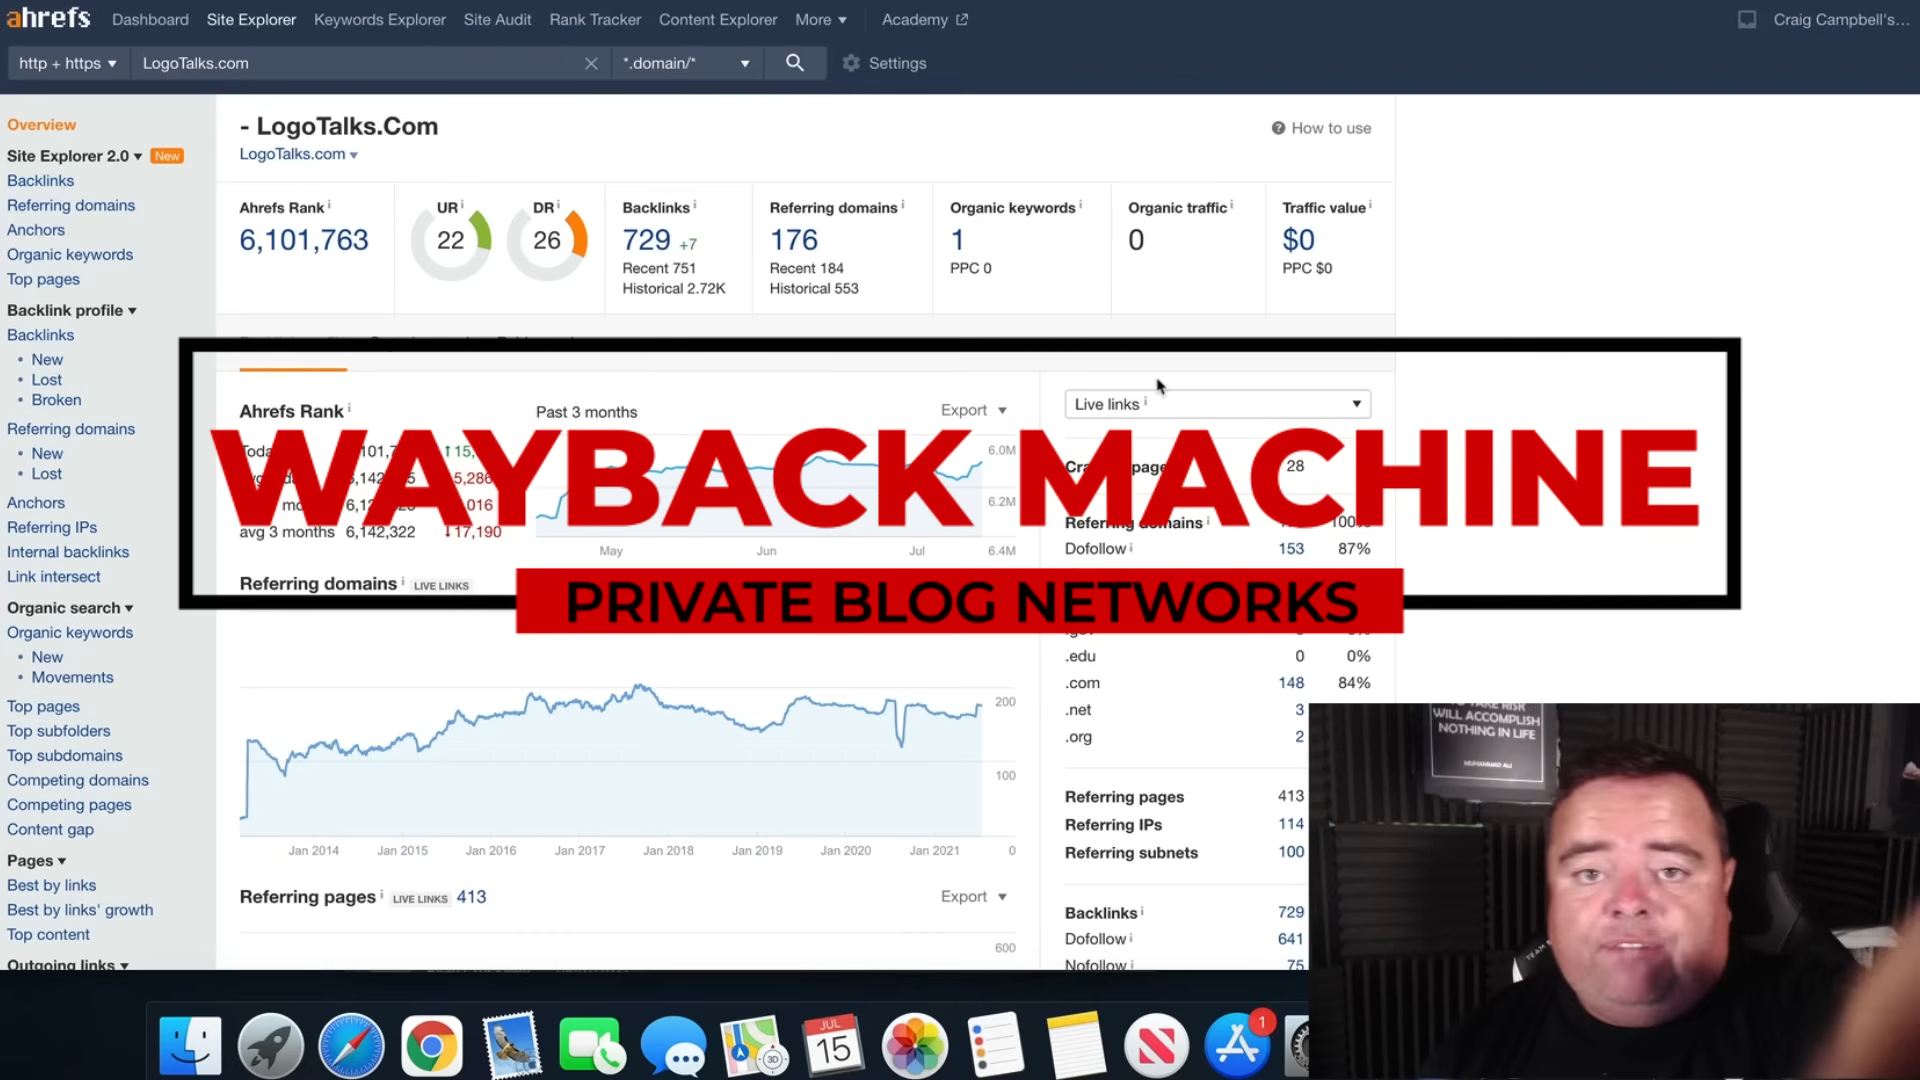 ahrefs Dashboard Site Explorer Keywords Explorer Site Audit Rank Tracker Content Explorer More Academy Craig Campbell's...
http + https LogoTalks.com *.domain/* Settings
Overview
Site Explorer 2.0 New
Backlinks
Referring domains
Anchors
Organic keywords
Top pages
Backlink profile
Backlinks
• New
• Lost
• Broken
Referring domains
• New
• Lost
Anchors
Referring IPs
Internal backlinks
Link intersect
Organic search
Organic keywords
• New
• Movements
Top pages
Top subfolders
Top subdomains
Competing domains
Competing pages
Content gap
Pages
Best by links
Best by links' growth
Top content
Outgoing links
- LogoTalks.Com
How to use
LogoTalks.com
Ahrefs Rank
6,101,763
UR
22
DR
26
Backlinks
729 +7
Recent 751
Historical 2.72K
Referring domains
176
Recent 184
Historical 553
Organic keywords
1
PPC 0
Organic traffic
0
Traffic value
$0
PPC $0
Ahrefs Rank
Past 3 months
Export
6.0M
6.2M
6.4M
May Jun Jul
avg 3 months 6,142,322 ↓17,190
WAYBACK MACHINE
PRIVATE BLOG NETWORKS
Referring domains LIVE LINKS
200
100
0
Jan 2014 Jan 2015 Jan 2016 Jan 2017 Jan 2018 Jan 2019 Jan 2020 Jan 2021
Referring pages LIVE LINKS 413
Export
600
Live links
28
Referring domains
Dofollow 153 87%
.edu 0 0%
.com 148 84%
.net 3
.org 2
Referring pages 413
Referring IPs 114
Referring subnets 100
Backlinks 729
Dofollow 641
Nofollow 75
WILL ACCOMPLISH
NOTHING IN LIFE
MUHAMMAD ALI
JUL
15
3D
1